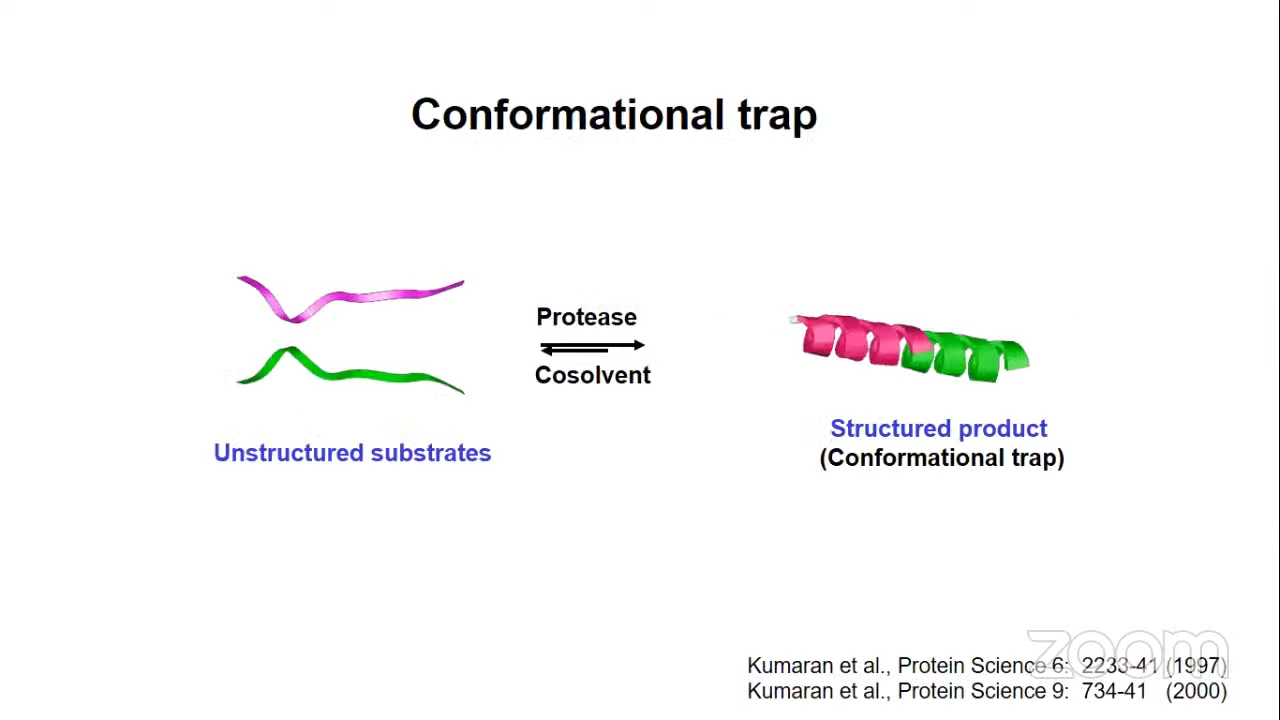 Conformational trap
Protease
Cosolvent
Unstructured substrates
Structured product
(Conformational trap)
zoom
Kumaran et al., Protein Science 6: 2233-41 (1997)
Kumaran et al., Protein Science 9: 734-41 (2000)